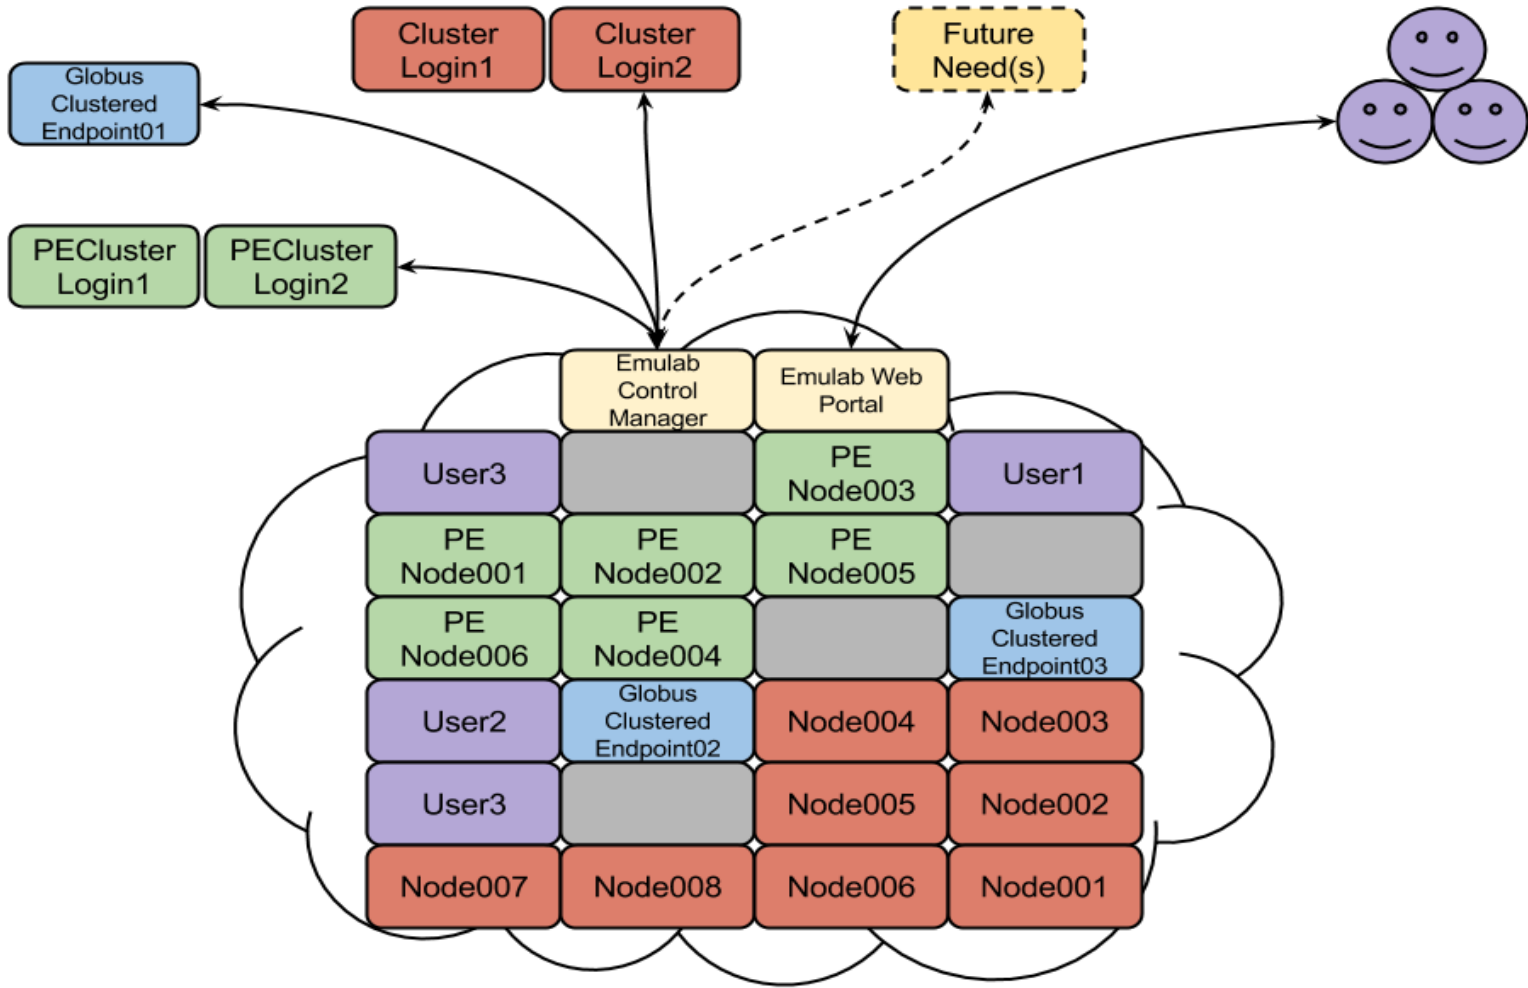 Cluster
Login1
Cluster
Login2
Future
Need(s)
Globus
Clustered
Endpoint01
PECluster
Login1
PECluster
Login2
Emulab
Control
Manager
Emulab Web
Portal
User3
PE
Node003
User1
PE
Node001
PE
Node002
PE
Node005
PE
Node006
PE
Node004
Globus
Clustered
Endpoint03
User2
Globus
Clustered
Endpoint02
Node004
Node003
User3
Node005
Node002
Node007
Node008
Node006
Node001